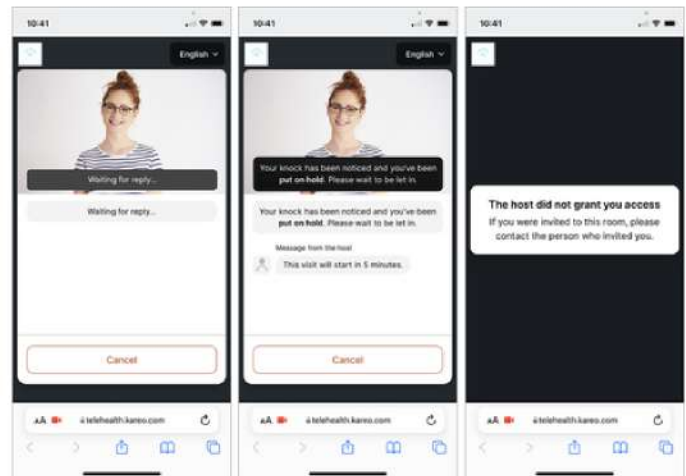 10:41
English
Waiting for reply...
Waiting for reply...
Cancel
AA telehealth.kareo.com
10:41
English
Your knock has been noticed and you've been
put on hold. Please wait to be let in.
Your knock has been noticed and you've been
put on hold. Please wait to be let in.
Message from the host
This visit will start in 5 minutes.
Cancel
AA telehealth.kareo.com
10:41
The host did not grant you access
If you were invited to this room, please
contact the person who invited you.
AA telehealth.kareo.com